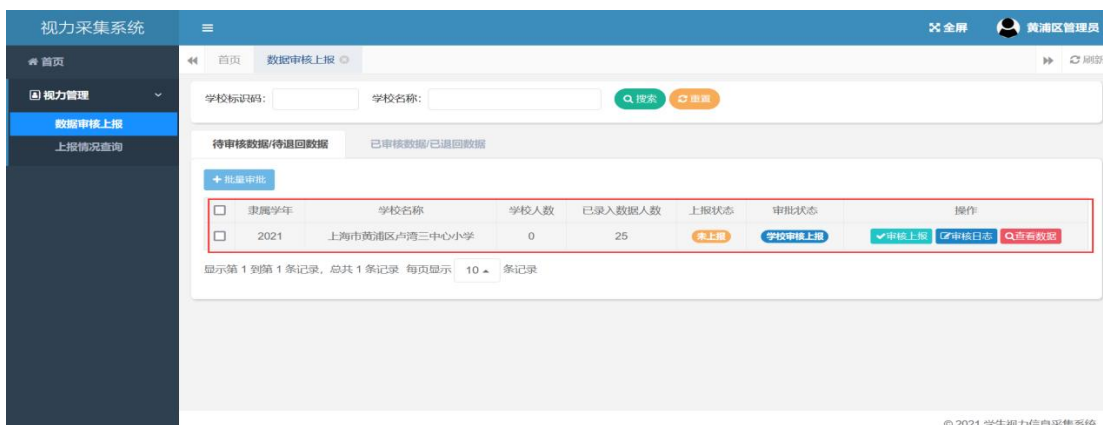 视力采集系统
全屏 黄浦区管理员
首页
首页 数据审核上报 刷新
视力管理
数据审核上报
上报情况查询
学校标识码: 学校名称: 搜索 重置
待审核数据/待退回数据 已审核数据/已退回数据
批量审批
隶属学年 学校名称 学校人数 已录入数据人数 上报状态 审批状态 操作
2021 上海市黄浦区卢湾三中心小学 0 25 未上报 学校审核上报 审核上报 审核日志 查看数据
显示第 1 到第 1 条记录, 总共 1 条记录 每页显示 10 条记录
© 2021 学生视力信息采集系统